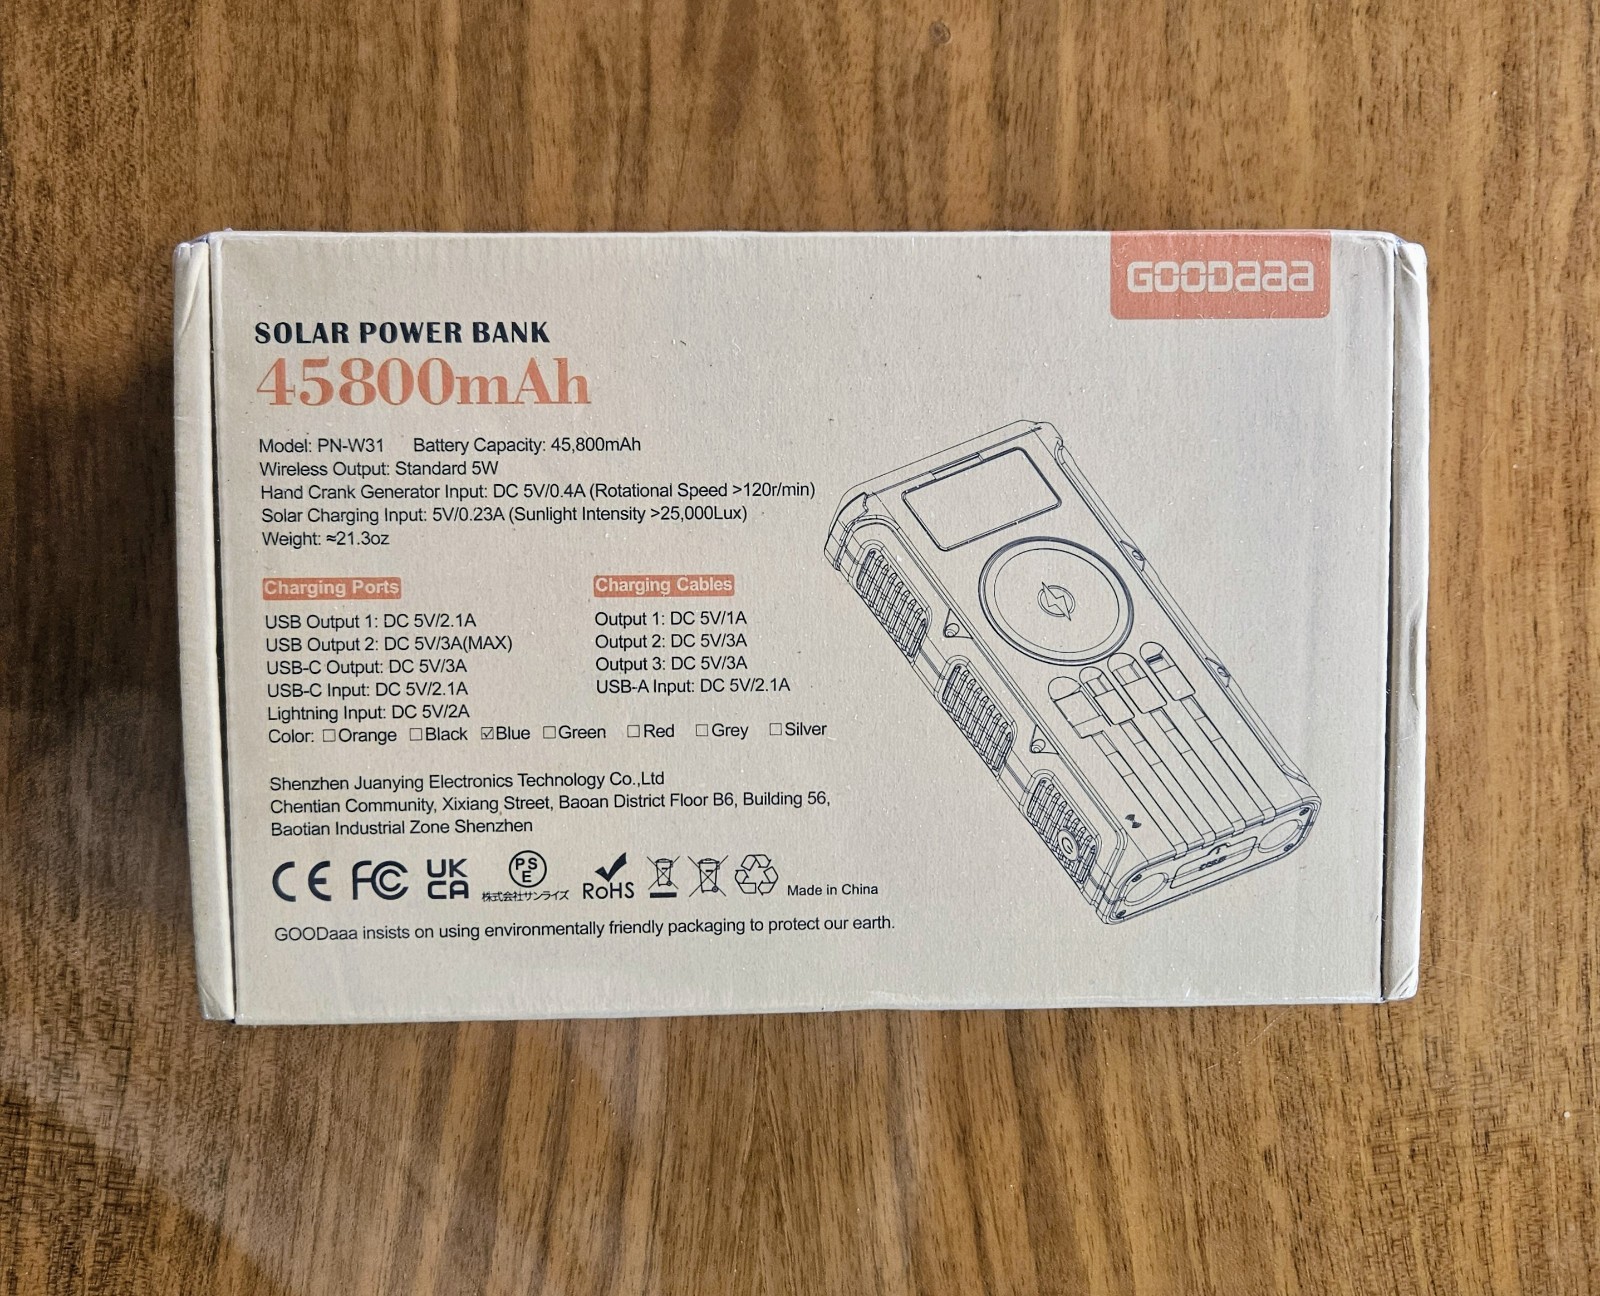 GOODaaa
SOLAR POWER BANK
45800mAh
Model: PN-W31 Battery Capacity: 45,800mAh
Wireless Output: Standard 5W
Hand Crank Generator Input: DC 5V/0.4A (Rotational Speed >120r/min)
Solar Charging Input: 5V/0.23A (Sunlight Intensity >25,000Lux)
Weight: ≈21.3oz
Charging Ports
USB Output 1: DC 5V/2.1A
USB Output 2: DC 5V/3A(MAX)
USB-C Output: DC 5V/3A
USB-C Input: DC 5V/2.1A
Lightning Input: DC 5V/2A
Charging Cables
Output 1: DC 5V/1A
Output 2: DC 5V/3A
Output 3: DC 5V/3A
USB-A Input: DC 5V/2.1A
Color: ☐Orange ☐Black ☑Blue ☐Green ☐Red ☐Grey ☐Silver
Shenzhen Juanying Electronics Technology Co.,Ltd
Chentian Community, Xixiang Street, Baoan District Floor B6, Building 56,
Baotian Industrial Zone Shenzhen
CE FC UK CA PSE 株式会社サンライズ RoHS Made in China
GOODaaa insists on using environmentally friendly packaging to protect our earth.